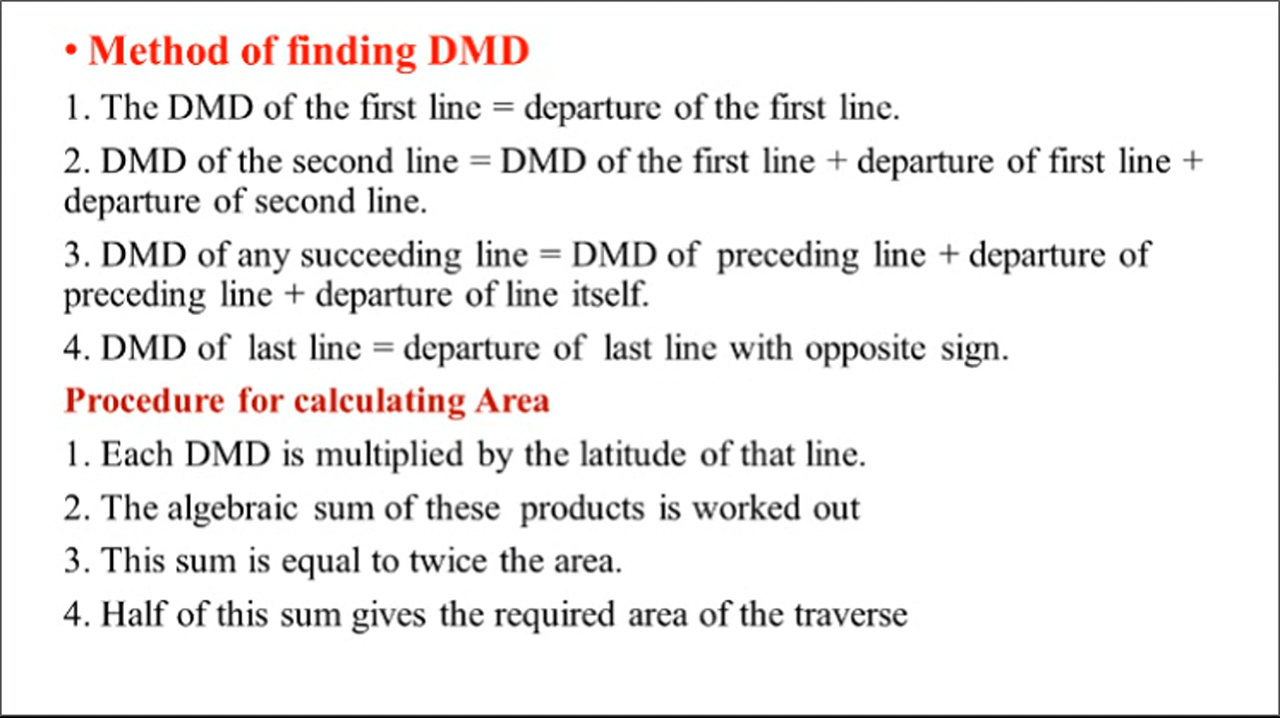 • Method of finding DMD
1. The DMD of the first line = departure of the first line.
2. DMD of the second line = DMD of the first line + departure of first line +
departure of second line.
3. DMD of any succeeding line = DMD of preceding line + departure of
preceding line + departure of line itself.
4. DMD of last line = departure of last line with opposite sign.
Procedure for calculating Area
1. Each DMD is multiplied by the latitude of that line.
2. The algebraic sum of these products is worked out
3. This sum is equal to twice the area.
4. Half of this sum gives the required area of the traverse